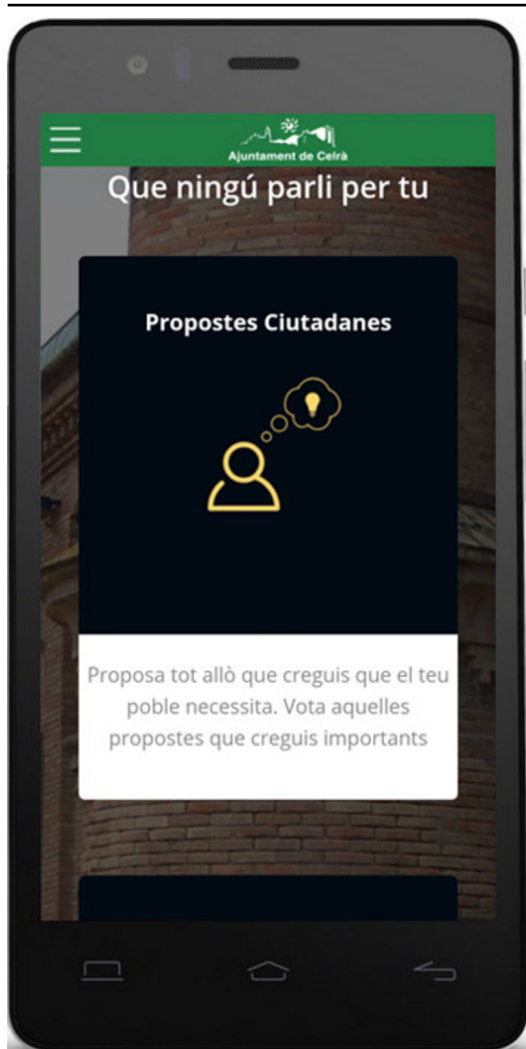 Ajuntament de Celrà
Que ningú parli per tu
Propostes Ciutadanes
Proposa tot allò que creguis que el teu
poble necessita. Vota aquelles
propostes que creguis importants